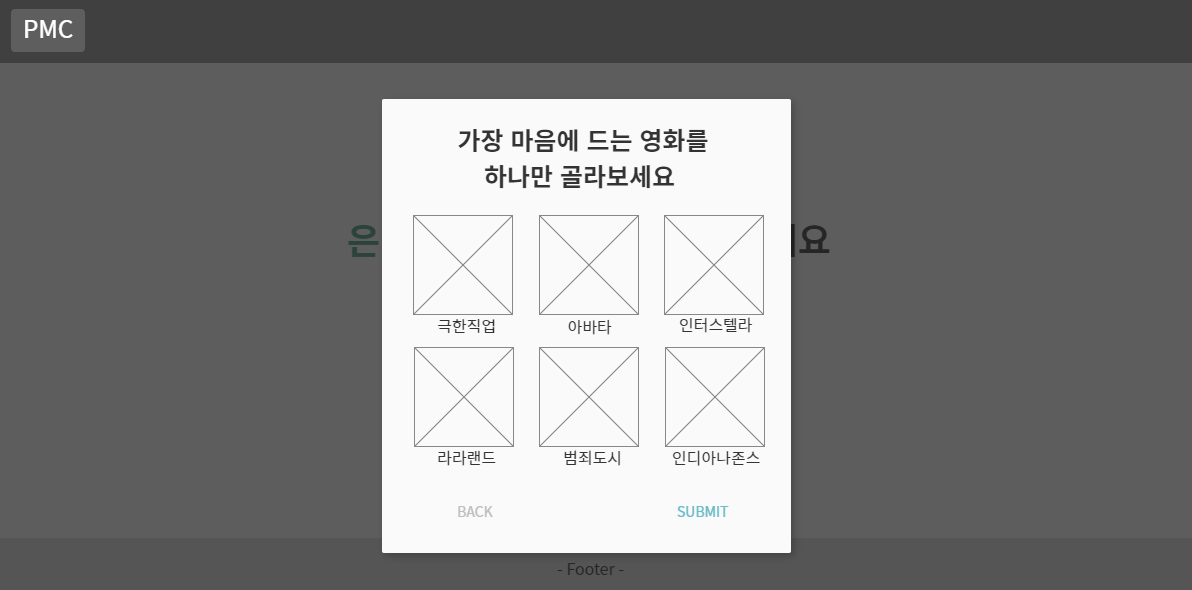 PMC
가장 마음에 드는 영화를
하나만 골라보세요
은
요
극한직업 아바타 인터스텔라
라라랜드 범죄도시 인디아나존스
BACK SUBMIT
- Footer -